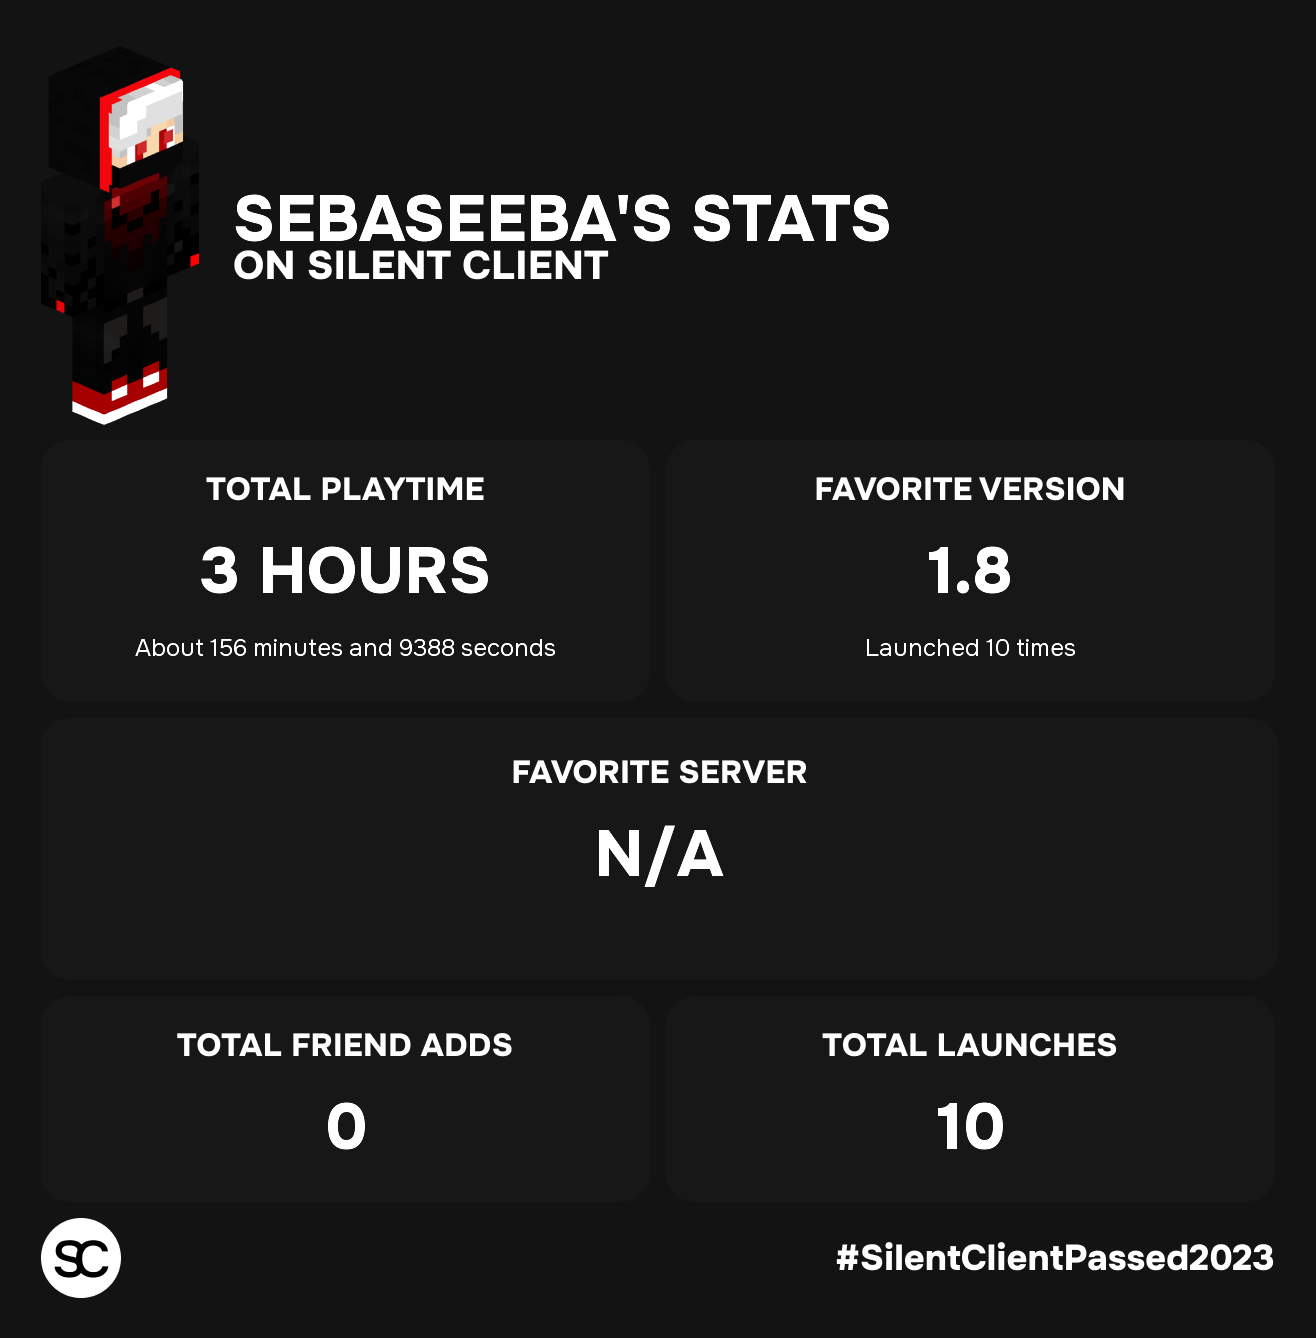 SEBASEEBA'S STATS
ON SILENT CLIENT
TOTAL PLAYTIME
3 HOURS
About 156 minutes and 9388 seconds
FAVORITE VERSION
1.8
Launched 10 times
FAVORITE SERVER
N/A
TOTAL FRIEND ADDS
0
TOTAL LAUNCHES
10
SC
#SilentClientPassed2023